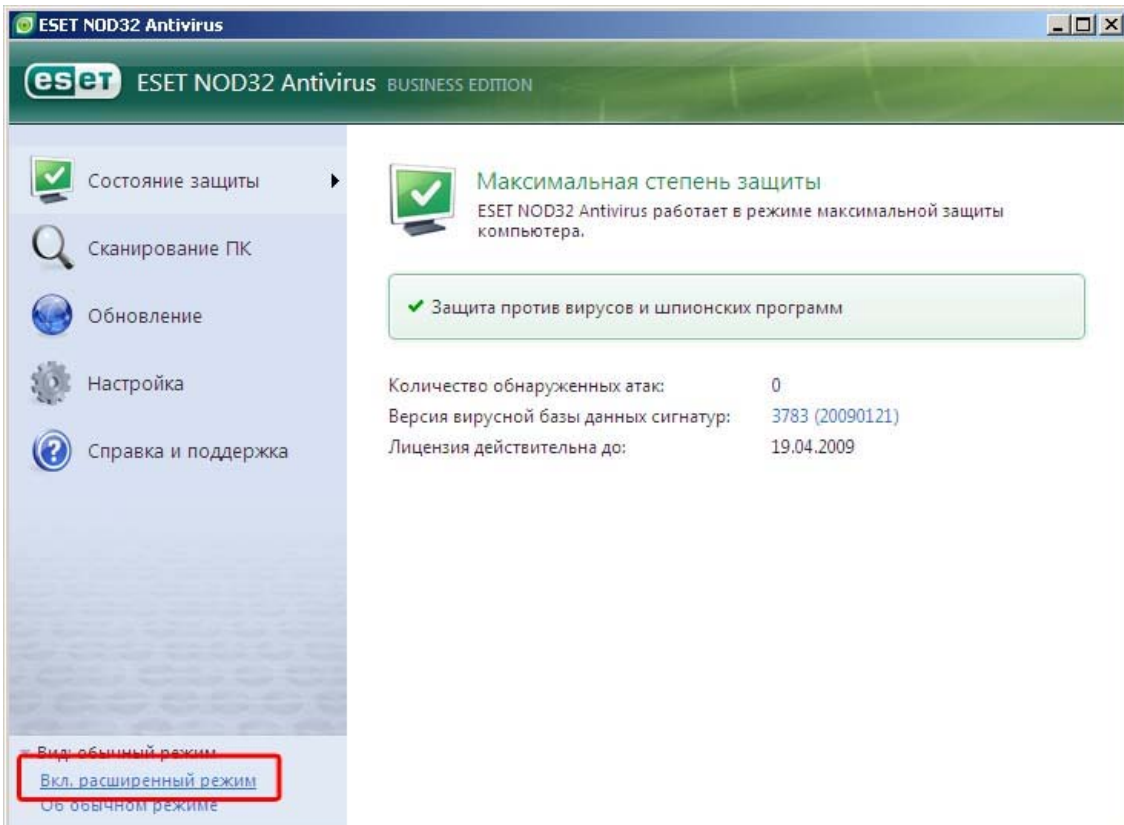 ESET NOD32 Antivirus
eset ESET NOD32 Antivirus BUSINESS EDITION
Состояние защиты
Сканирование ПК
Обновление
Настройка
Справка и поддержка
Вид: обычный режим
Вкл. расширенный режим
Об обычном режиме
Максимальная степень защиты
ESET NOD32 Antivirus работает в режиме максимальной защиты
компьютера.
Защита против вирусов и шпионских программ
Количество обнаруженных атак: 0
Версия вирусной базы данных сигнатур: 3783 (20090121)
Лицензия действительна до: 19.04.2009